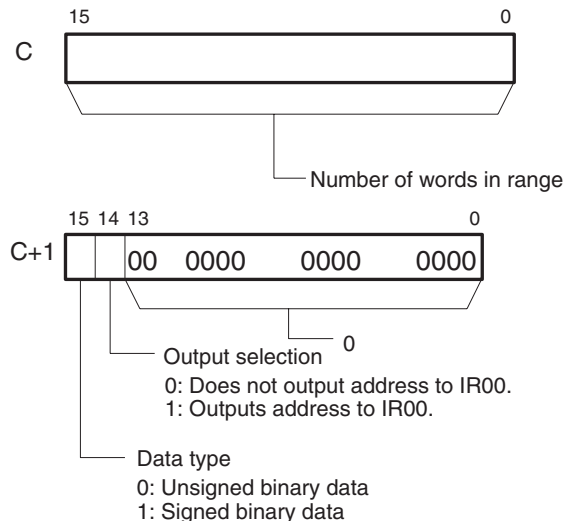 15 0
C
Number of words in range
15 14 13 0
C+1 00 0000 0000 0000
0
Output selection
0: Does not output address to IR00.
1: Outputs address to IR00.
Data type
0: Unsigned binary data
1: Signed binary data